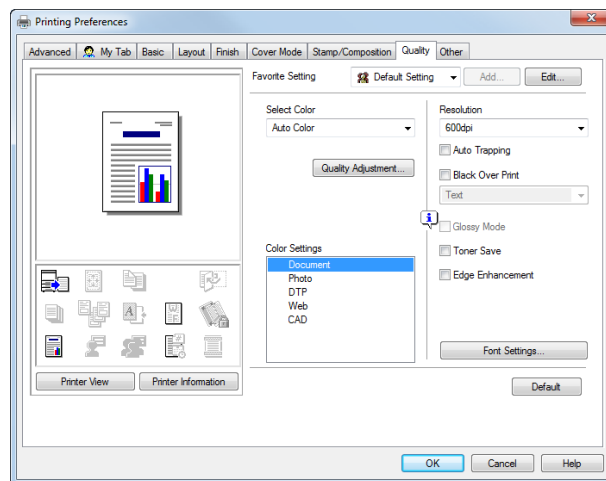 Printing Preferences
Advanced My Tab Basic Layout Finish Cover Mode Stamp/Composition Quality Other
Favorite Setting Default Setting Add... Edit...
Select Color
Auto Color
Quality Adjustment...
Resolution
600dpi
Auto Trapping
Black Over Print
Text
Glossy Mode
Toner Save
Edge Enhancement
Color Settings
Document
Photo
DTP
Web
CAD
Font Settings...
Printer View Printer Information
Default
OK Cancel Help